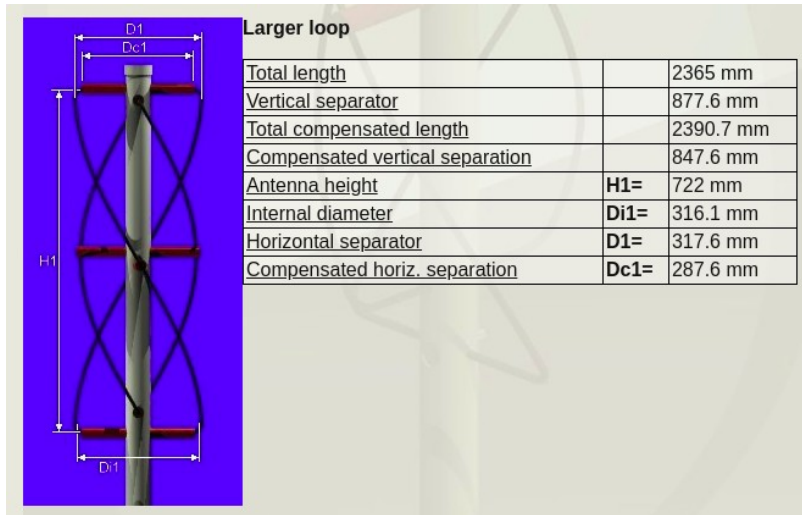 D1
Dc1
H1
Di1
Larger loop
Total length 2365 mm
Vertical separator 877.6 mm
Total compensated length 2390.7 mm
Compensated vertical separation 847.6 mm
Antenna height H1= 722 mm
Internal diameter Di1= 316.1 mm
Horizontal separator D1= 317.6 mm
Compensated horiz. separation Dc1= 287.6 mm